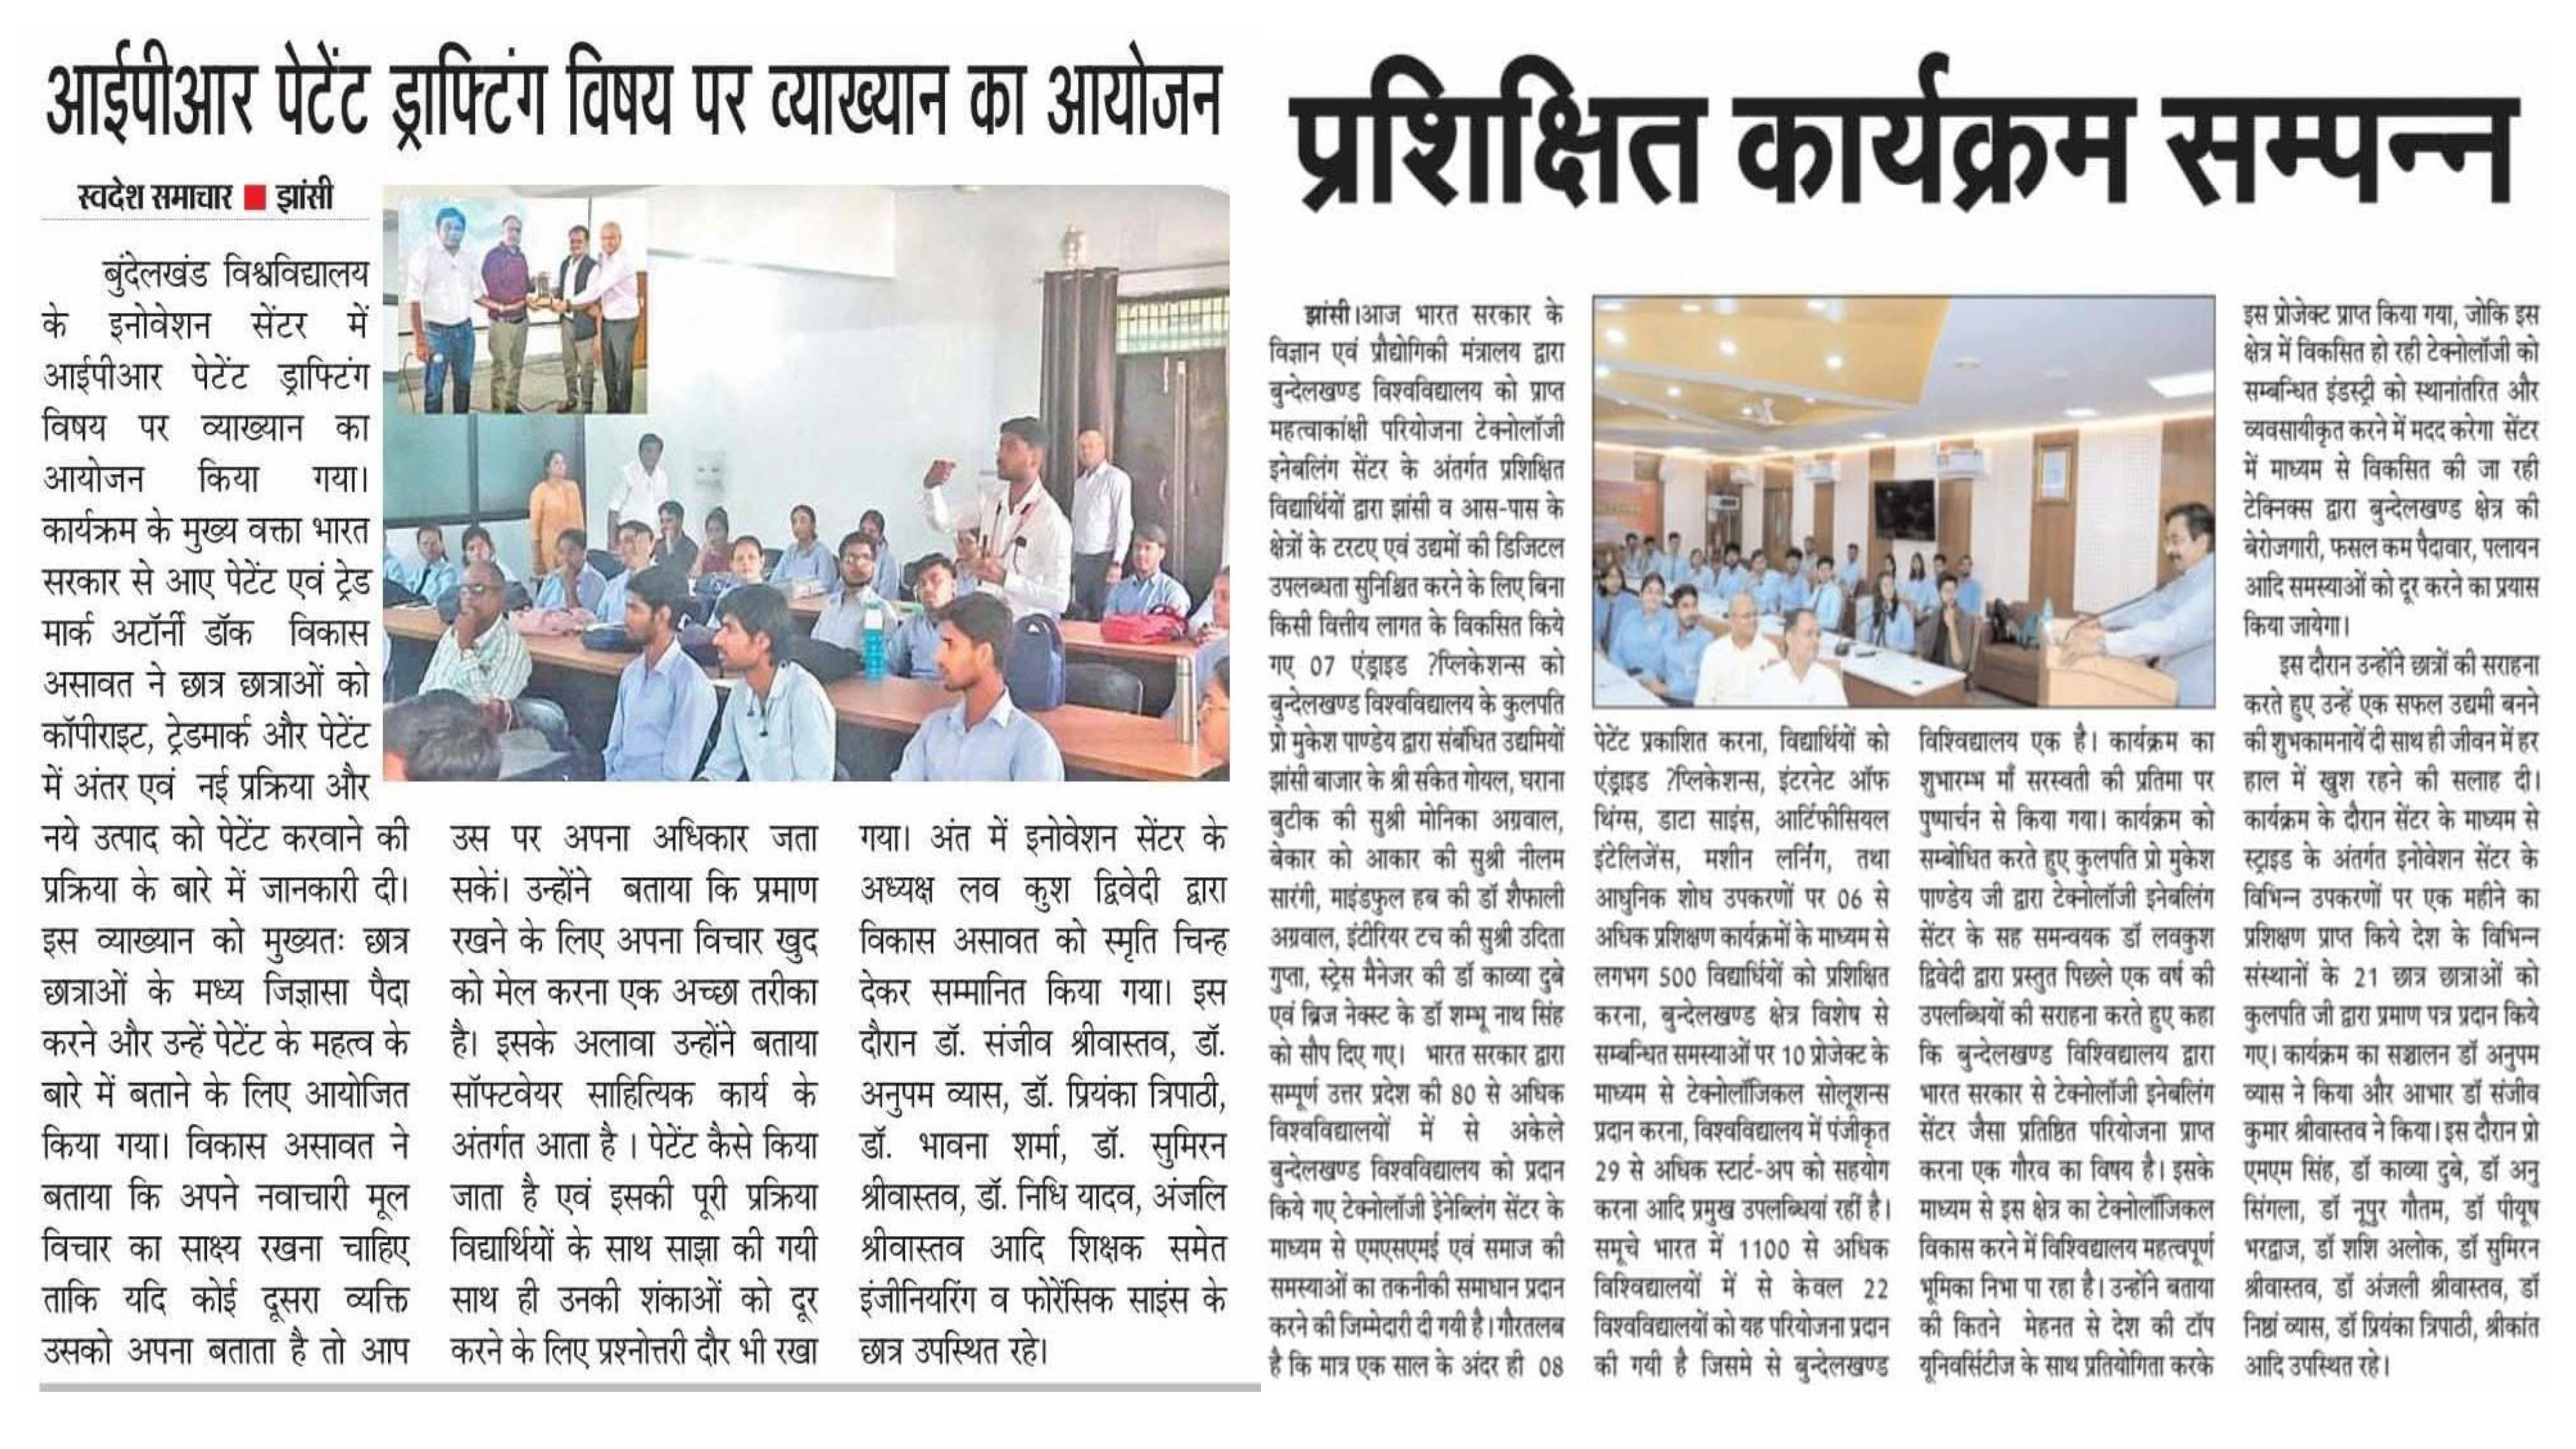 आईपीआर पेटेंट ड्राफ्टिंग विषय पर व्याख्यान का आयोजन
स्वदेश समाचार ■ झांसी
बुंदेलखंड विश्वविद्यालय
के इनोवेशन सेंटर में
आईपीआर पेटेंट ड्राफ्टिंग
विषय पर व्याख्यान का
आयोजन किया गया।
कार्यक्रम के मुख्य वक्ता भारत
सरकार से आए पेटेंट एवं ट्रेड
मार्क अटॉर्नी डॉक विकास
असावत ने छात्र छात्राओं को
कॉपीराइट, ट्रेडमार्क और पेटेंट
में अंतर एवं नई प्रक्रिया और
नये उत्पाद को पेटेंट करवाने की
प्रक्रिया के बारे में जानकारी दी।
इस व्याख्यान को मुख्यतः छात्र
छात्राओं के मध्य जिज्ञासा पैदा
करने और उन्हें पेटेंट के महत्व के
बारे में बताने के लिए आयोजित
किया गया। विकास असावत ने
बताया कि अपने नवाचारी मूल
विचार का साक्ष्य रखना चाहिए
ताकि यदि कोई दूसरा व्यक्ति
उसको अपना बताता है तो आप
उस पर अपना अधिकार जता
सकें। उन्होंने बताया कि प्रमाण
रखने के लिए अपना विचार खुद
को मेल करना एक अच्छा तरीका
है। इसके अलावा उन्होंने बताया
सॉफ्टवेयर साहित्यिक कार्य के
अंतर्गत आता है । पेटेंट कैसे किया
जाता है एवं इसकी पूरी प्रक्रिया
विद्यार्थियों के साथ साझा की गयी
साथ ही उनकी शंकाओं को दूर
करने के लिए प्रश्नोत्तरी दौर भी रखा
गया। अंत में इनोवेशन सेंटर के
अध्यक्ष लव कुश द्विवेदी द्वारा
विकास असावत को स्मृति चिन्ह
देकर सम्मानित किया गया। इस
दौरान डॉ. संजीव श्रीवास्तव, डॉ.
अनुपम व्यास, डॉ. प्रियंका त्रिपाठी,
डॉ. भावना शर्मा, डॉ. सुमिरन
श्रीवास्तव, डॉ. निधि यादव, अंजलि
श्रीवास्तव आदि शिक्षक समेत
इंजीनियरिंग व फोरेंसिक साइंस के
छात्र उपस्थित रहे।
प्रशिक्षित कार्यक्रम सम्पन्न
झांसी।आज भारत सरकार के
विज्ञान एवं प्रौद्योगिकी मंत्रालय द्वारा
बुन्देलखण्ड विश्वविद्यालय को प्राप्त
महत्वाकांक्षी परियोजना टेक्नोलॉजी
इनेबलिंग सेंटर के अंतर्गत प्रशिक्षित
विद्यार्थियों द्वारा झांसी व आस-पास के
क्षेत्रों के टरटए एवं उद्यमों की डिजिटल
उपलब्धता सुनिश्चित करने के लिए बिना
किसी वित्तीय लागत के विकसित किये
गए 07 एंड्राइड ?प्लिकेशन्स को
बुन्देलखण्ड विश्वविद्यालय के कुलपति
प्रो मुकेश पाण्डेय द्वारा संबंधित उद्यमियों
झांसी बाजार के श्री संकेत गोयल, घराना
बुटीक की सुश्री मोनिका अग्रवाल,
बेकार को आकार की सुश्री नीलम
सारंगी, माइंडफुल हब की डॉ शैफाली
अग्रवाल, इंटीरियर टच की सुश्री उदिता
गुप्ता, स्ट्रेस मैनेजर की डॉ काव्या दुबे
एवं ब्रिज नेक्स्ट के डॉ शम्भू नाथ सिंह
को सौप दिए गए। भारत सरकार द्वारा
सम्पूर्ण उत्तर प्रदेश की 80 से अधिक
विश्वविद्यालयों में से अकेले
बुन्देलखण्ड विश्वविद्यालय को प्रदान
किये गए टेक्नोलॉजी ईनेब्लिंग सेंटर के
माध्यम से एमएसएमई एवं समाज की
समस्याओं का तकनीकी समाधान प्रदान
करने की जिम्मेदारी दी गयी है। गौरतलब
है कि मात्र एक साल के अंदर ही 08
पेटेंट प्रकाशित करना, विद्यार्थियों को
एंड्राइड ?प्लिकेशन्स, इंटरनेट ऑफ
थिंग्स, डाटा साइंस, आर्टिफीसियल
इंटेलिजेंस, मशीन लर्निंग, तथा
आधुनिक शोध उपकरणों पर 06 से
अधिक प्रशिक्षण कार्यक्रमों के माध्यम से
लगभग 500 विद्यार्थियों को प्रशिक्षित
करना, बुन्देलखण्ड क्षेत्र विशेष से
सम्बन्धित समस्याओं पर 10 प्रोजेक्ट के
माध्यम से टेक्नोलॉजिकल सोलूशन्स
प्रदान करना, विश्वविद्यालय में पंजीकृत
29 से अधिक स्टार्ट-अप को सहयोग
करना आदि प्रमुख उपलब्धियां रहीं है।
समूचे भारत में 1100 से अधिक
विश्विद्यालयों में से केवल 22
विश्वविद्यालयों को यह परियोजना प्रदान
की गयी है जिसमे से बुन्देलखण्ड
विश्विद्यालय एक है। कार्यक्रम का
शुभारम्भ माँ सरस्वती की प्रतिमा पर
पुष्पार्चन से किया गया। कार्यक्रम को
सम्बोधित करते हुए कुलपति प्रो मुकेश
पाण्डेय जी द्वारा टेक्नोलॉजी इनेबलिंग
सेंटर के सह समन्वयक डॉ लवकुश
द्विवेदी द्वारा प्रस्तुत पिछले एक वर्ष की
उपलब्धियों की सराहना करते हुए कहा
कि बुन्देलखण्ड विश्विद्यालय द्वारा
भारत सरकार से टेक्नोलॉजी इनेबलिंग
सेंटर जैसा प्रतिष्ठित परियोजना प्राप्त
करना एक गौरव का विषय है। इसके
माध्यम से इस क्षेत्र का टेक्नोलॉजिकल
विकास करने में विश्विद्यालय महत्वपूर्ण
भूमिका निभा पा रहा है। उन्होंने बताया
की कितने मेहनत से देश की टॉप
यूनिवर्सिटीज के साथ प्रतियोगिता करके
इस प्रोजेक्ट प्राप्त किया गया, जोकि इस
क्षेत्र में विकसित हो रही टेक्नोलॉजी को
सम्बन्धित इंडस्ट्री को स्थानांतरित और
व्यवसायीकृत करने में मदद करेगा सेंटर
में माध्यम से विकसित की जा रही
टेक्निक्स द्वारा बुन्देलखण्ड क्षेत्र की
बेरोजगारी, फसल कम पैदावार, पलायन
आदि समस्याओं को दूर करने का प्रयास
किया जायेगा।
इस दौरान उन्होंने छात्रों की सराहना
करते हुए उन्हें एक सफल उद्यमी बनने
की शुभकामनायें दी साथ ही जीवन में हर
हाल में खुश रहने की सलाह दी।
कार्यक्रम के दौरान सेंटर के माध्यम से
स्ट्राइड के अंतर्गत इनोवेशन सेंटर के
विभिन्न उपकरणों पर एक महीने का
प्रशिक्षण प्राप्त किये देश के विभिन्न
संस्थानों के 21 छात्र छात्राओं को
कुलपति जी द्वारा प्रमाण पत्र प्रदान किये
गए। कार्यक्रम का सञ्चालन डॉ अनुपम
व्यास ने किया और आभार डॉ संजीव
कुमार श्रीवास्तव ने किया। इस दौरान प्रो
एमएम सिंह, डॉ काव्या दुबे, डॉ अनु
सिंगला, डॉ नूपुर गौतम, डॉ पीयूष
भरद्वाज, डॉ शशि अलोक, डॉ सुमिरन
श्रीवास्तव, डॉ अंजली श्रीवास्तव, डॉ
निष्ठां व्यास, डॉ प्रियंका त्रिपाठी, श्रीकांत
आदि उपस्थित रहे।